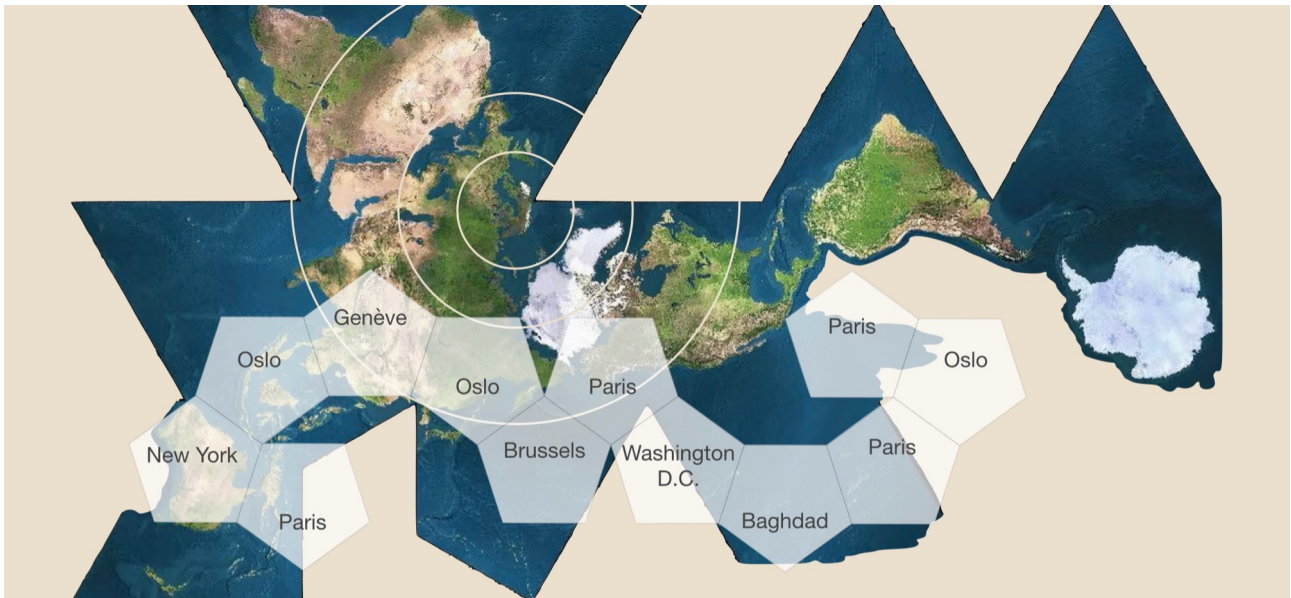 Genève
Paris
Oslo
Oslo
Oslo
Paris
New York
Brussels
Washington
D.C.
Paris
Paris
Baghdad